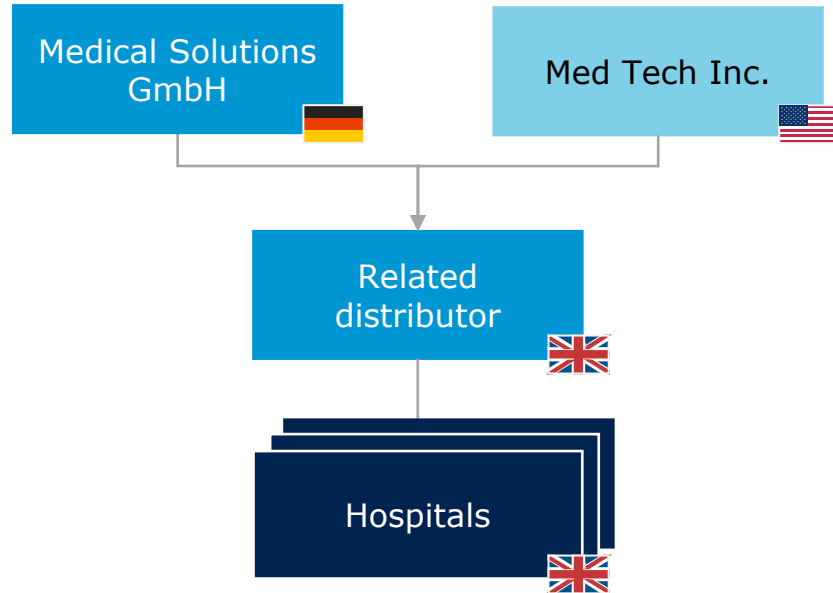 Medical Solutions
GmbH
Med Tech Inc.
Related
distributor
Hospitals